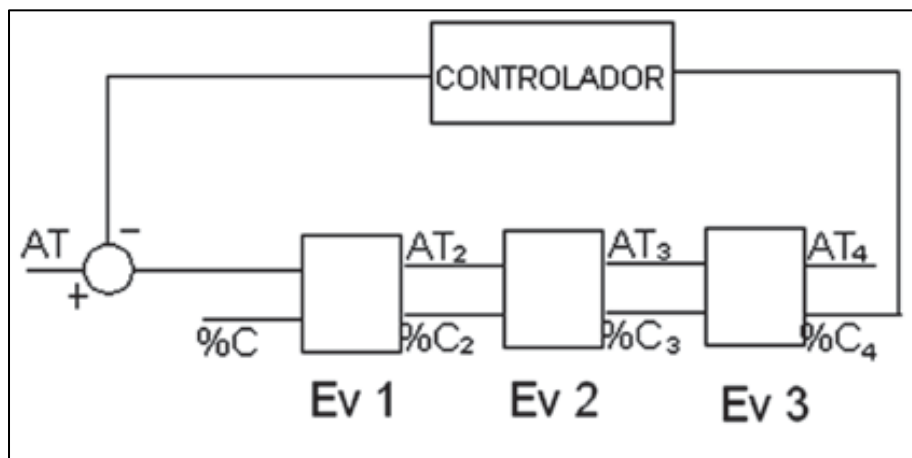 CONTROLADOR
−
AT
+
AT₂
AT₃
AT₄
%C
%C₂
%C₃
%C₄
Ev 1
Ev 2
Ev 3